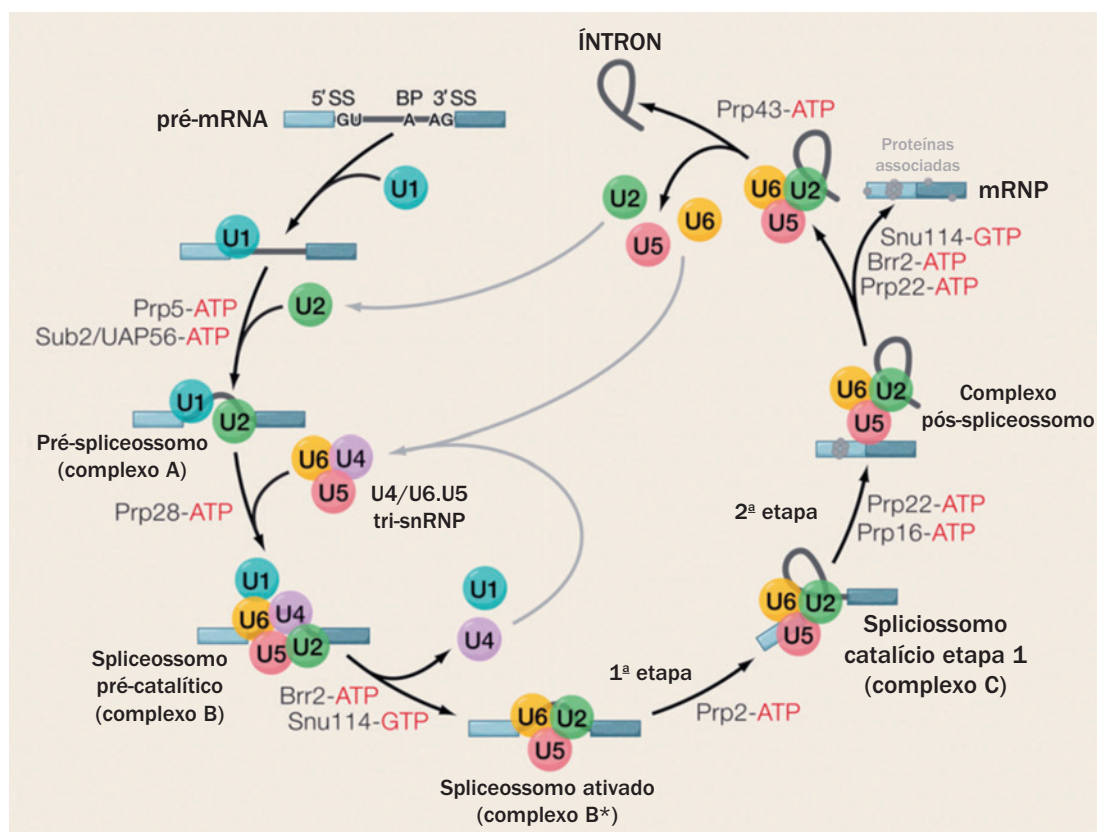 ÍNTRON
5'SS BP 3'SS
pré-mRNA
GU A AG
U1
U1
Prp5-ATP
Sub2/UAP56-ATP
U2
U1
U2
Pré-spliceossomo
(complexo A)
Prp28-ATP
U6 U4
U5
U4/U6.U5
tri-snRNP
U1
U6 U4
U5 U2
Spliceossomo
pré-catalítico
(complexo B)
U1
U4
Brr2-ATP
Snu114-GTP
U6 U2
U5
Spliceossomo ativado
(complexo B*)
1ª etapa
Prp2-ATP
U6 U2
U5
Spliciossomo
catalício etapa 1
(complexo C)
2ª etapa
Prp22-ATP
Prp16-ATP
U6 U2
U5
Complexo
pós-spliceossomo
Snu114-GTP
Brr2-ATP
Prp22-ATP
Proteínas
associadas
mRNP
U6 U2
U5
Prp43-ATP
U2
U6
U5